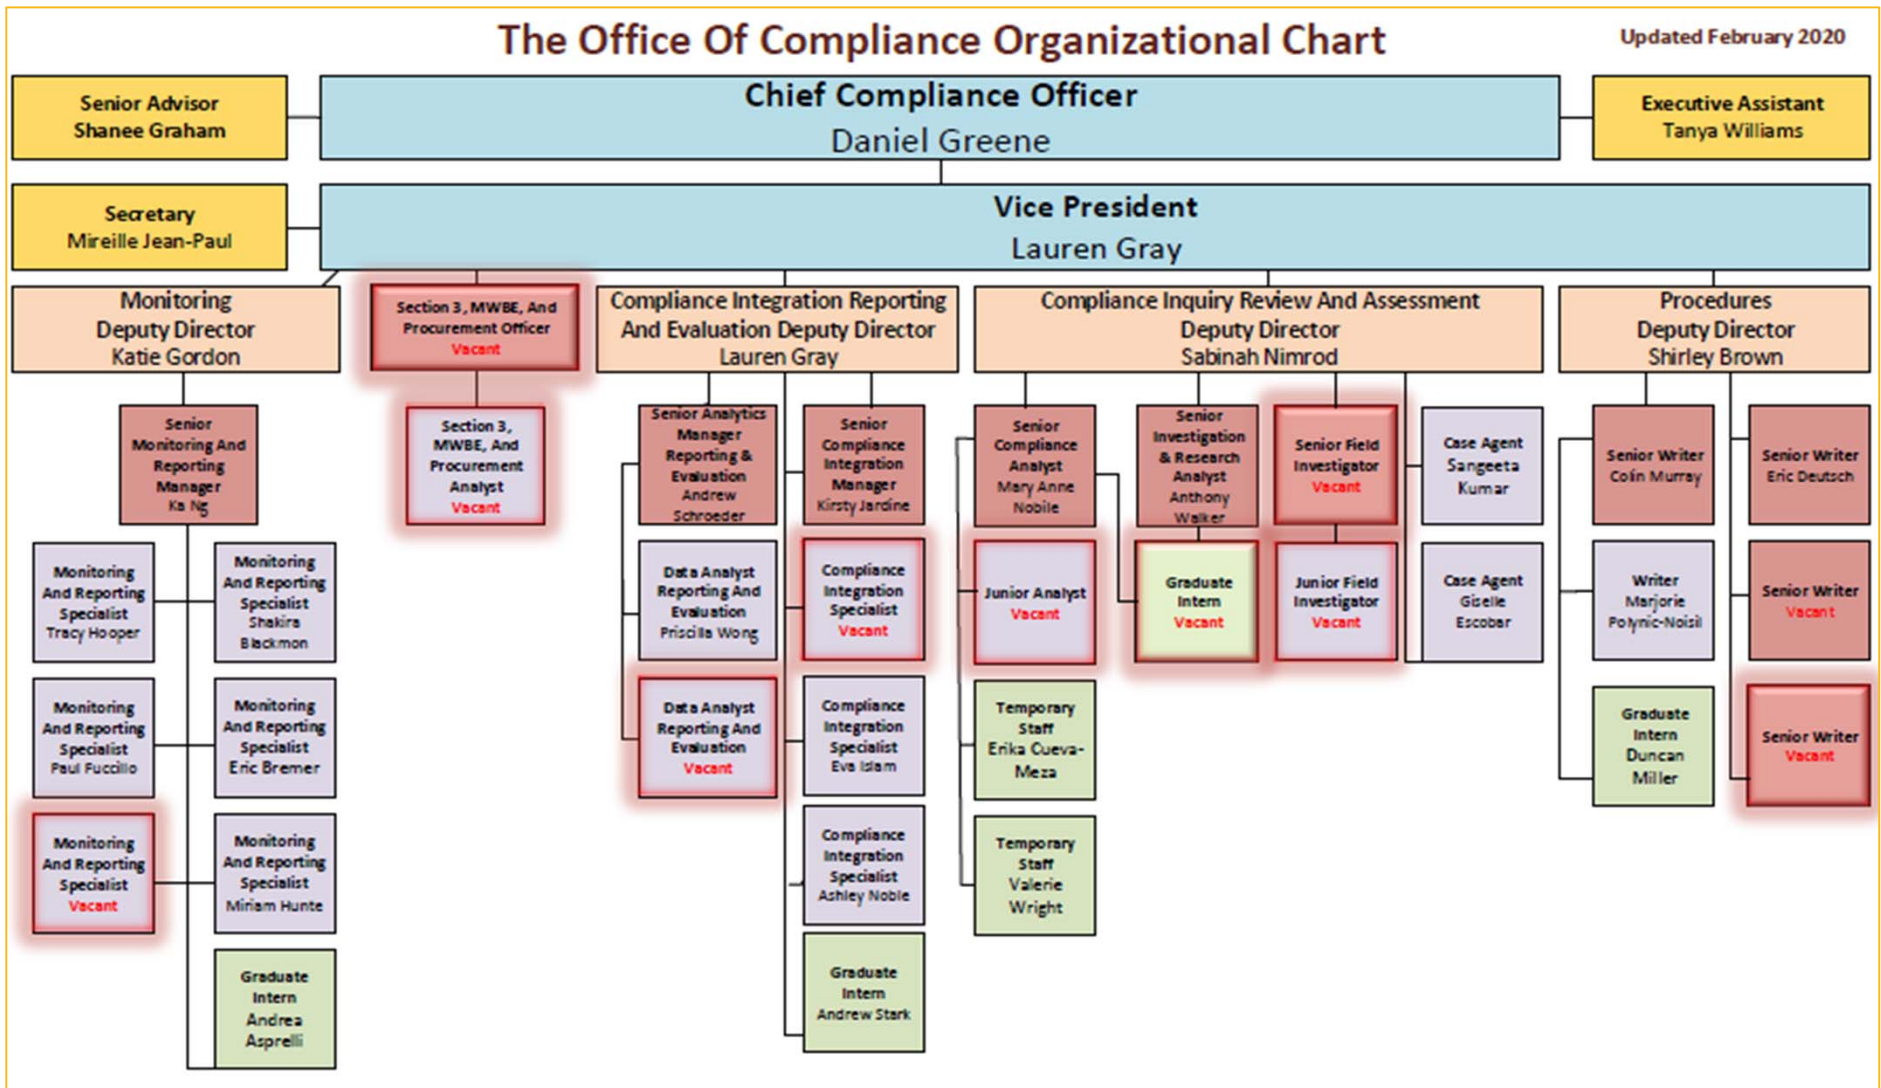 The Office Of Compliance Organizational Chart
Updated February 2020
Senior Advisor
Shanee Graham
Chief Compliance Officer
Daniel Greene
Executive Assistant
Tanya Williams
Secretary
Mireille Jean-Paul
Vice President
Lauren Gray
Monitoring
Deputy Director
Katie Gordon
Section 3, MWBE, And
Procurement Officer
Vacant
Compliance Integration Reporting
And Evaluation Deputy Director
Lauren Gray
Compliance Inquiry Review And Assessment
Deputy Director
Sabinah Nimrod
Procedures
Deputy Director
Shirley Brown
Senior
Monitoring And
Reporting
Manager
Ka Ng
Section 3,
MWBE, And
Procurement
Analyst
Vacant
Senior Analytics
Manager
Reporting &
Evaluation
Andrew
Schroeder
Senior
Compliance
Integration
Manager
Kirsty Jardine
Senior
Compliance
Analyst
Mary Anne
Nobile
Senior
Investigation
& Research
Analyst
Anthony
Walker
Senior Field
Investigator
Vacant
Case Agent
Sangeeta
Kumar
Senior Writer
Colin Murray
Senior Writer
Eric Deutsch
Monitoring
And Reporting
Specialist
Tracy Hooper
Monitoring
And Reporting
Specialist
Shakira
Blackmon
Data Analyst
Reporting And
Evaluation
Priscilla Wong
Compliance
Integration
Specialist
Vacant
Junior Analyst
Vacant
Graduate
Intern
Vacant
Junior Field
Investigator
Vacant
Case Agent
Giselle
Escobar
Writer
Marjorie
Polynic-Noisil
Senior Writer
Vacant
Monitoring
And Reporting
Specialist
Paul Fuccillo
Monitoring
And Reporting
Specialist
Eric Bremer
Data Analyst
Reporting And
Evaluation
Vacant
Compliance
Integration
Specialist
Eva Islam
Temporary
Staff
Erika Cueva-
Meza
Graduate
Intern
Duncan
Miller
Senior Writer
Vacant
Monitoring
And Reporting
Specialist
Vacant
Monitoring
And Reporting
Specialist
Miriam Hunte
Compliance
Integration
Specialist
Ashley Noble
Temporary
Staff
Valerie
Wright
Graduate
Intern
Andrea
Asprelli
Graduate
Intern
Andrew Stark